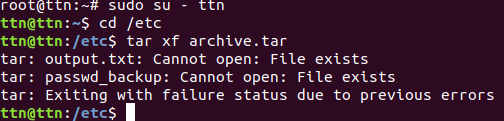 root@ttn:~# sudo su - ttn
ttn@ttn:~$ cd /etc
ttn@ttn:/etc$ tar xf archive.tar
tar: output.txt: Cannot open: File exists
tar: passwd_backup: Cannot open: File exists
tar: Exiting with failure status due to previous errors
ttn@ttn:/etc$